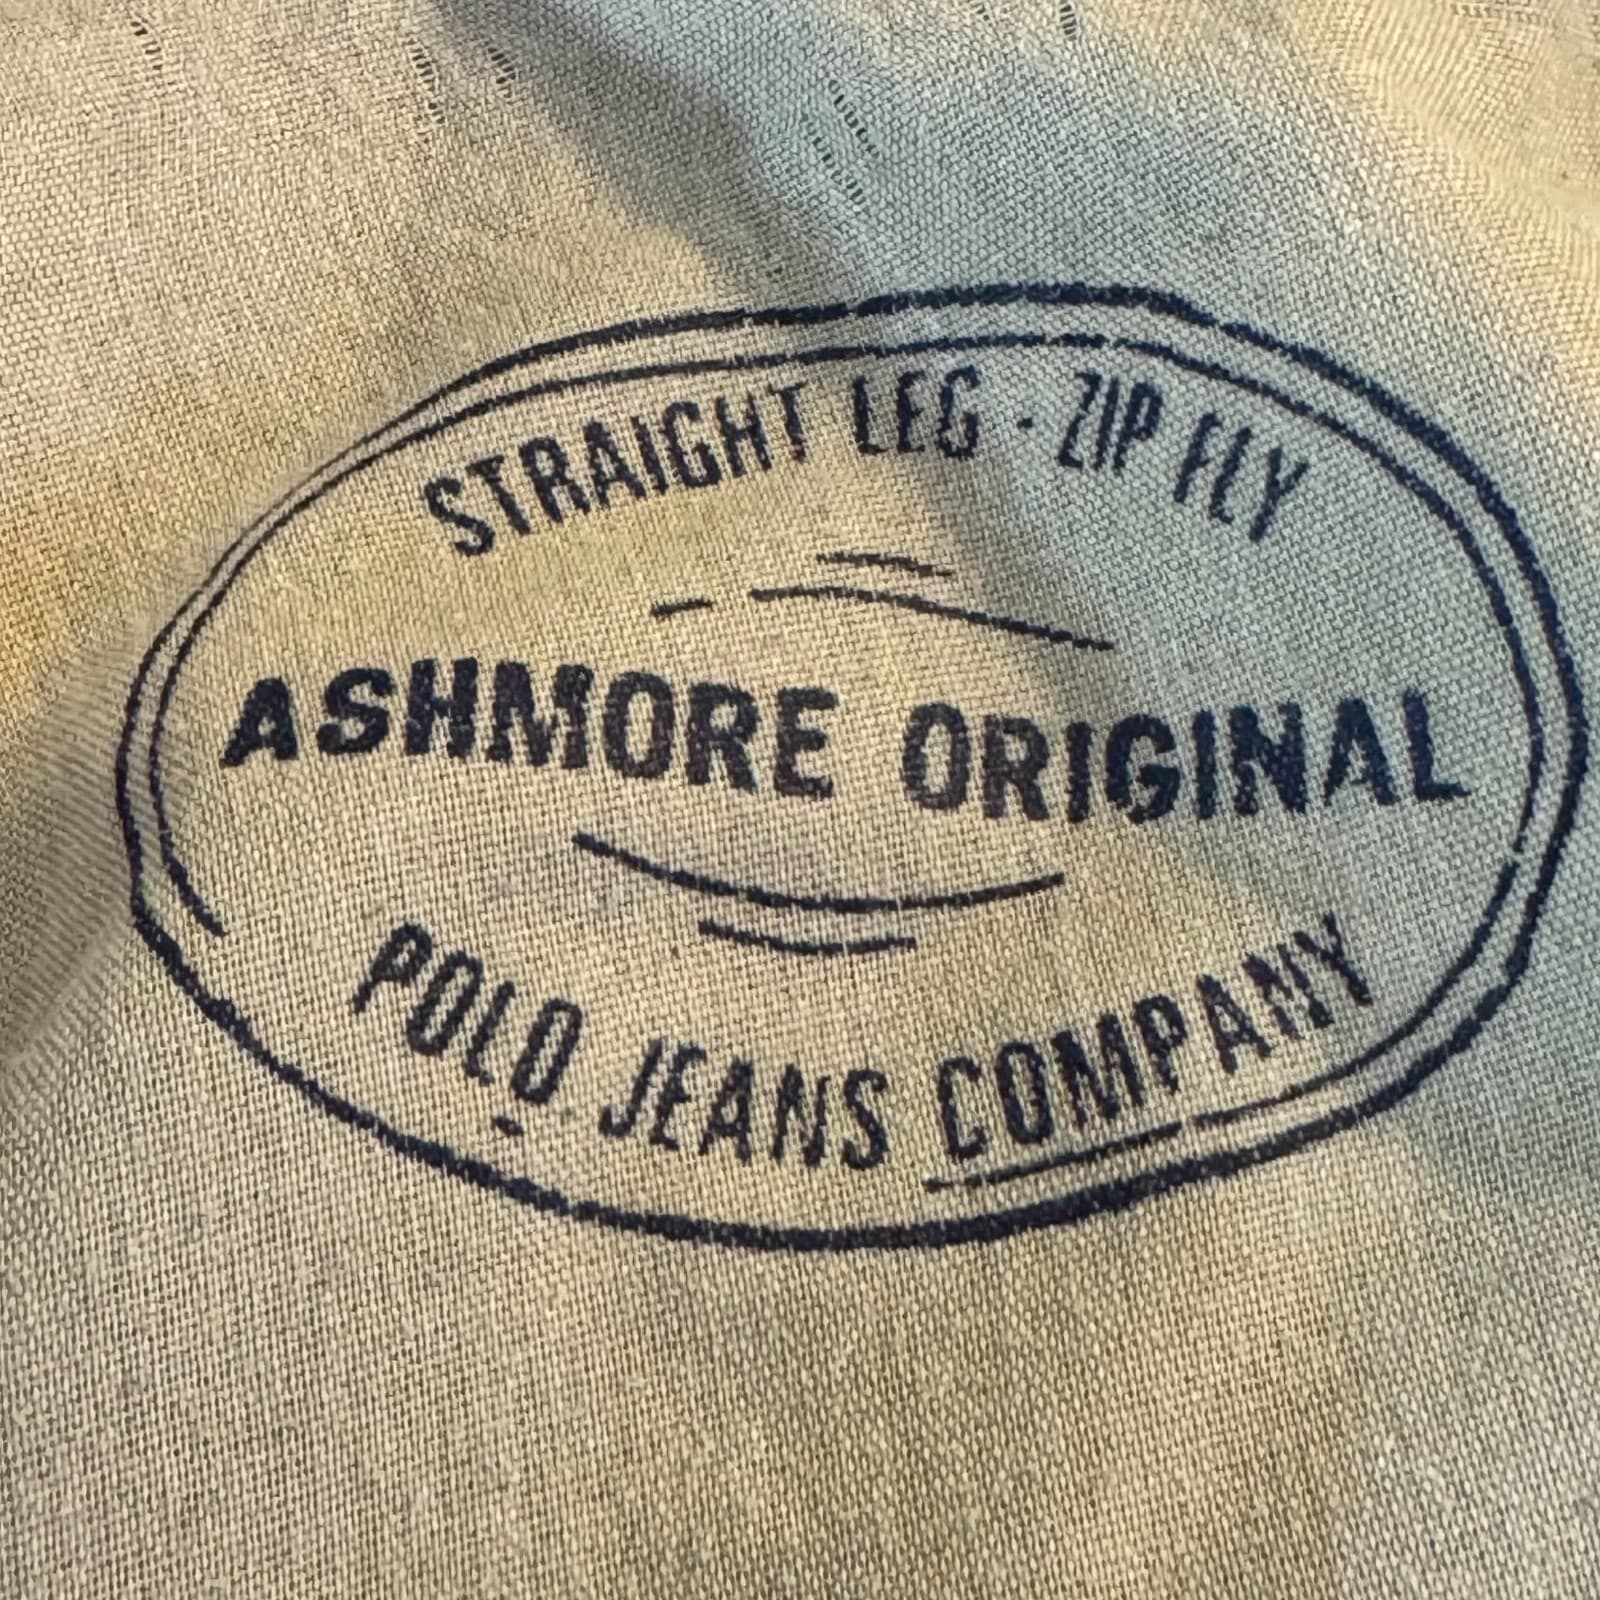 STRAIGHT LEG · ZIP FLY
ASHMORE ORIGINAL
POLO JEANS COMPANY